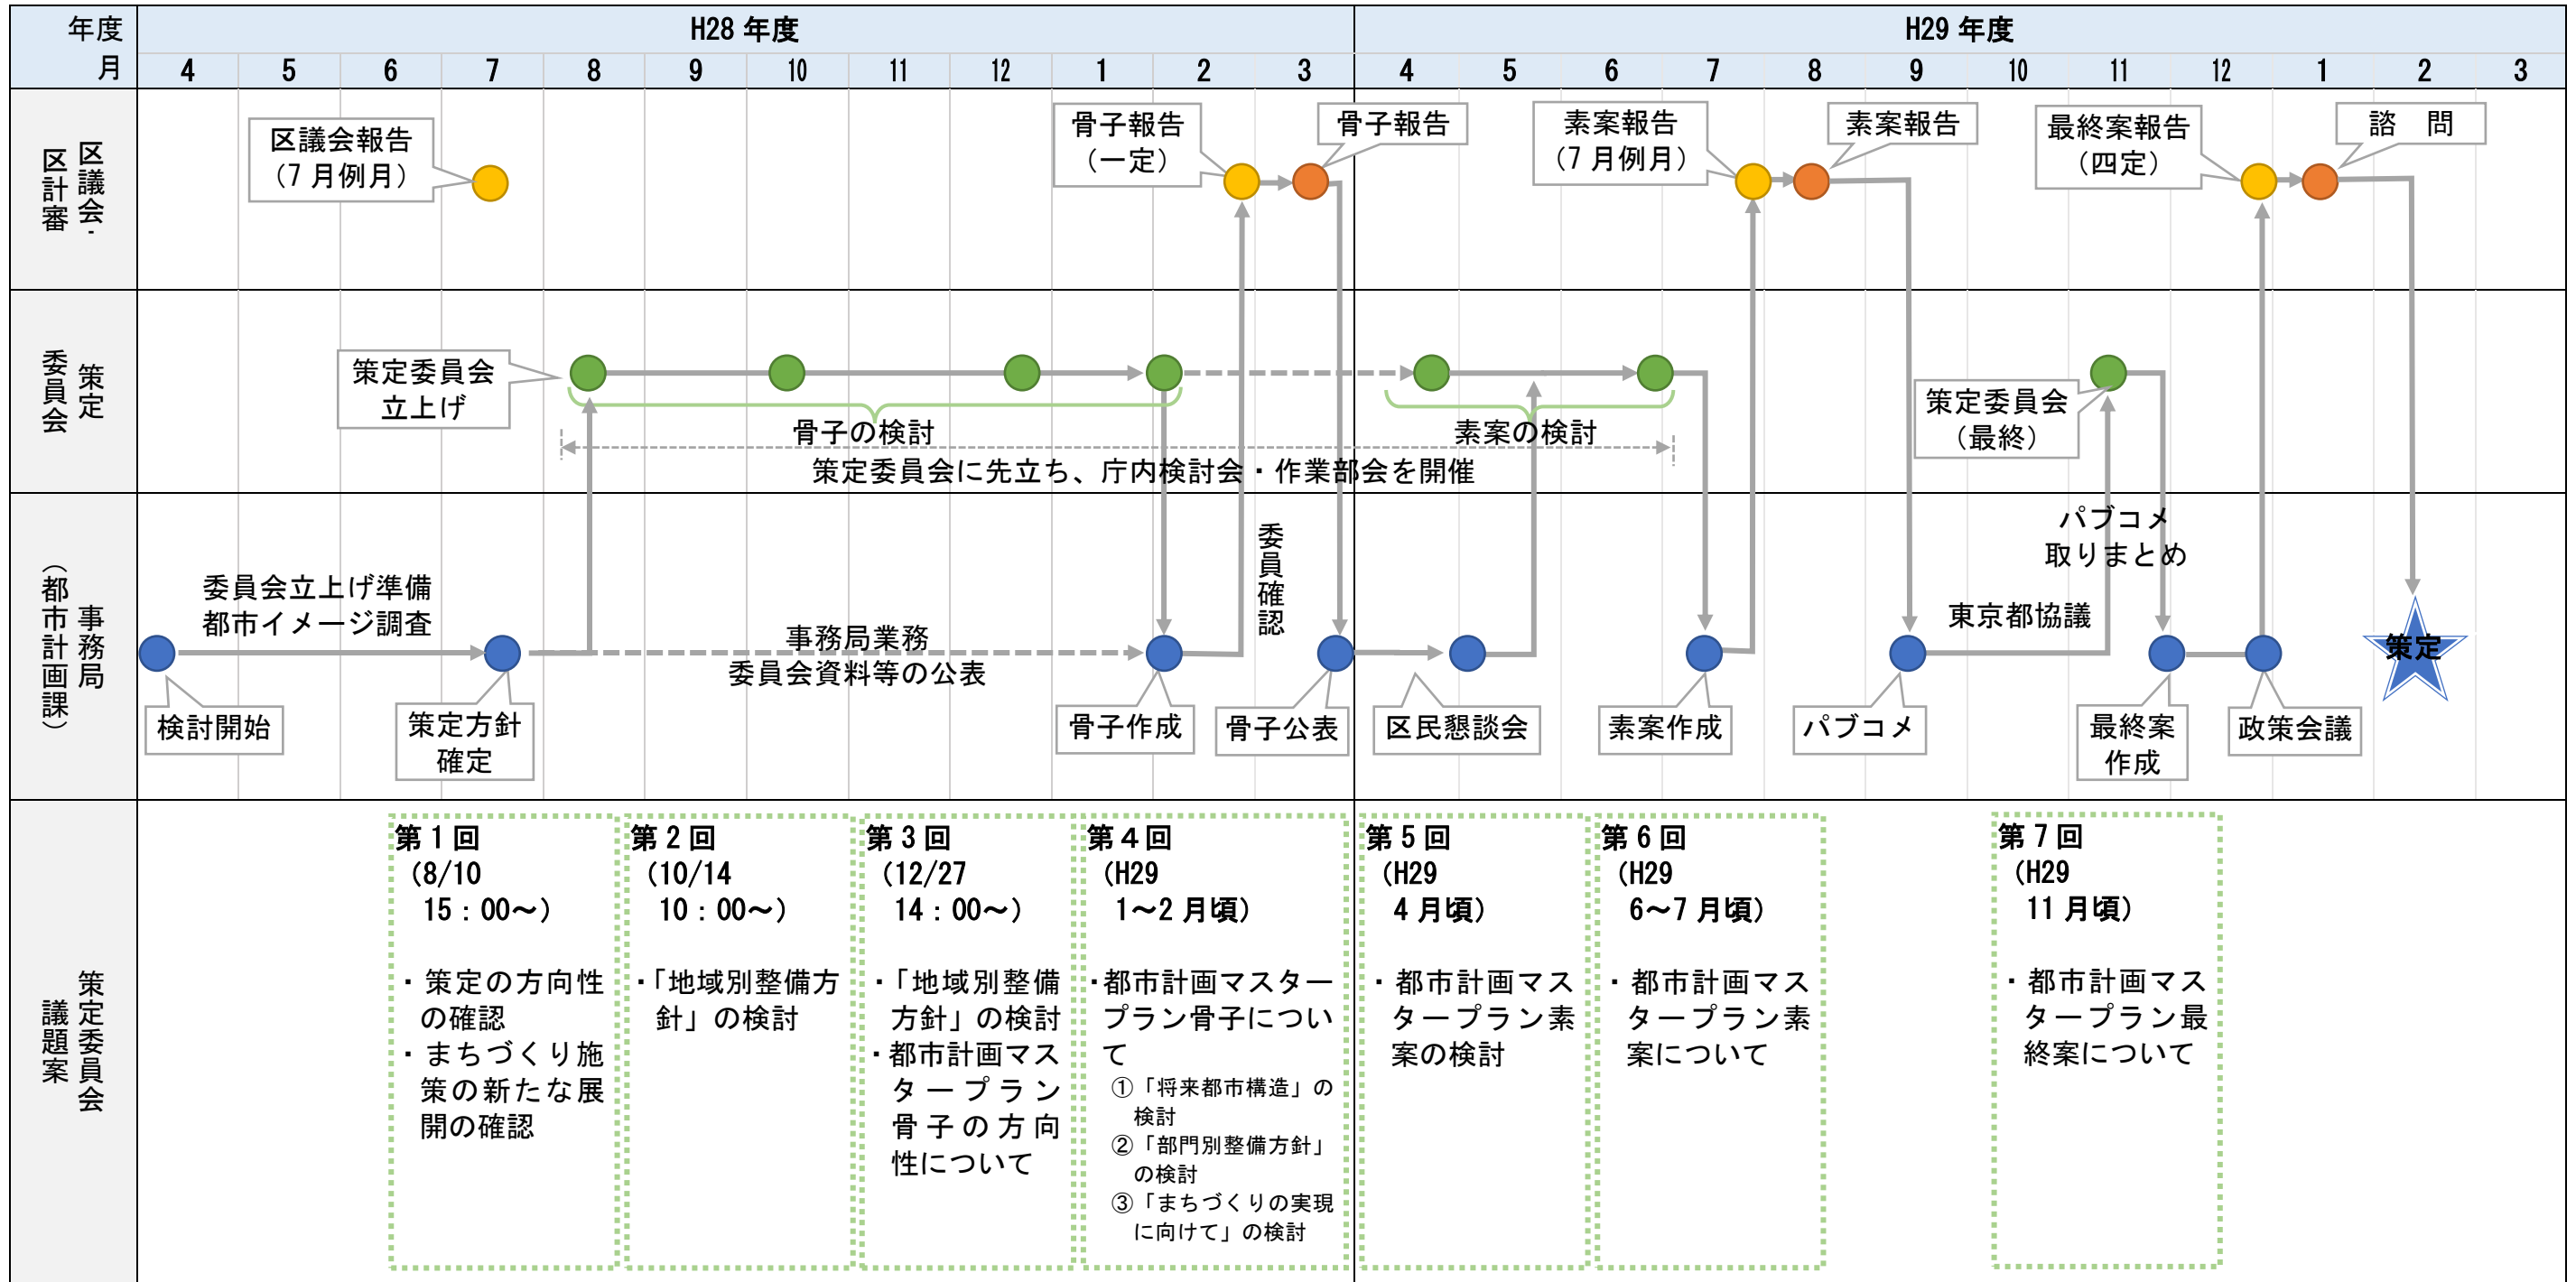 年度
H28 年度
H29 年度
月
4 5 6 7 8 9 10 11 12 1 2 3 4 5 6 7 8 9 10 11 12 1 2 3
区議会・
区計審
区議会報告
（7 月例月）
骨子報告
（一定）
骨子報告
素案報告
（7 月例月）
素案報告
最終案報告
（四定）
諮　問
策定
委員会
策定委員会
立上げ
骨子の検討
素案の検討
策定委員会に先立ち、庁内検討会・作業部会を開催
策定委員会
（最終）
事務局
（都市計画課）
委員会立上げ準備
都市イメージ調査
事務局業務
委員会資料等の公表
委員確認
パブコメ
取りまとめ
東京都協議
策定
検討開始
策定方針
確定
骨子作成
骨子公表
区民懇談会
素案作成
パブコメ
最終案
作成
政策会議
策定委員会
議題案
第 1 回
（8/10
15：00～）
・ 策定の方向性
の確認
・ まちづくり施
策の新たな展
開の確認
第 2 回
（10/14
10：00～）
・「地域別整備方
針」の検討
第 3 回
（12/27
14：00～）
・「地域別整備
方針」の検討
・都市計画マス
タープラン
骨子の方向
性について
第 4 回
（H29
1～2 月頃）
・都市計画マスター
プラン骨子につい
て
①「将来都市構造」の
検討
②「部門別整備方針」
の検討
③「まちづくりの実現
に向けて」の検討
第 5 回
（H29
4 月頃）
・ 都市計画マス
タープラン素
案の検討
第 6 回
（H29
6～7 月頃）
・ 都市計画マス
タープラン素
案について
第 7 回
（H29
11 月頃）
・ 都市計画マス
タープラン最
終案について